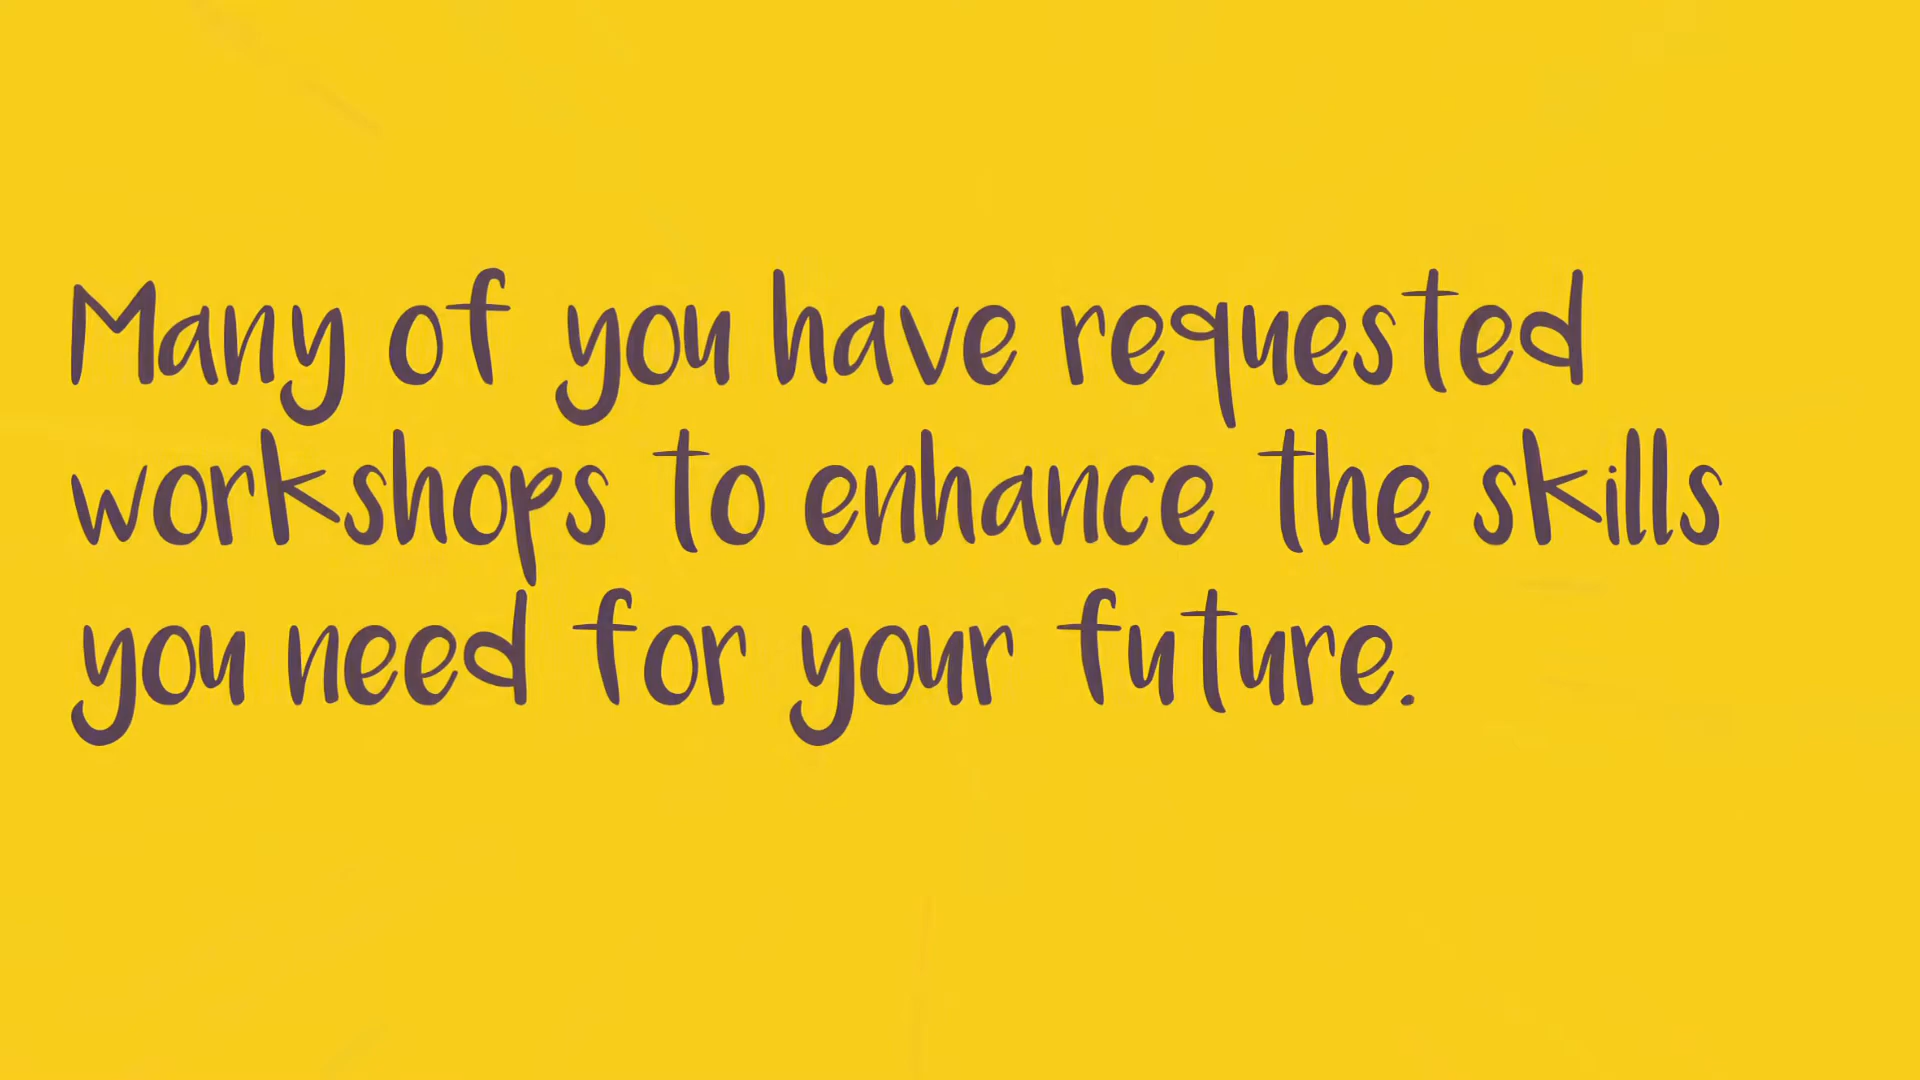 Many of you have requested
workshops to enhance the skills
you need for your future.